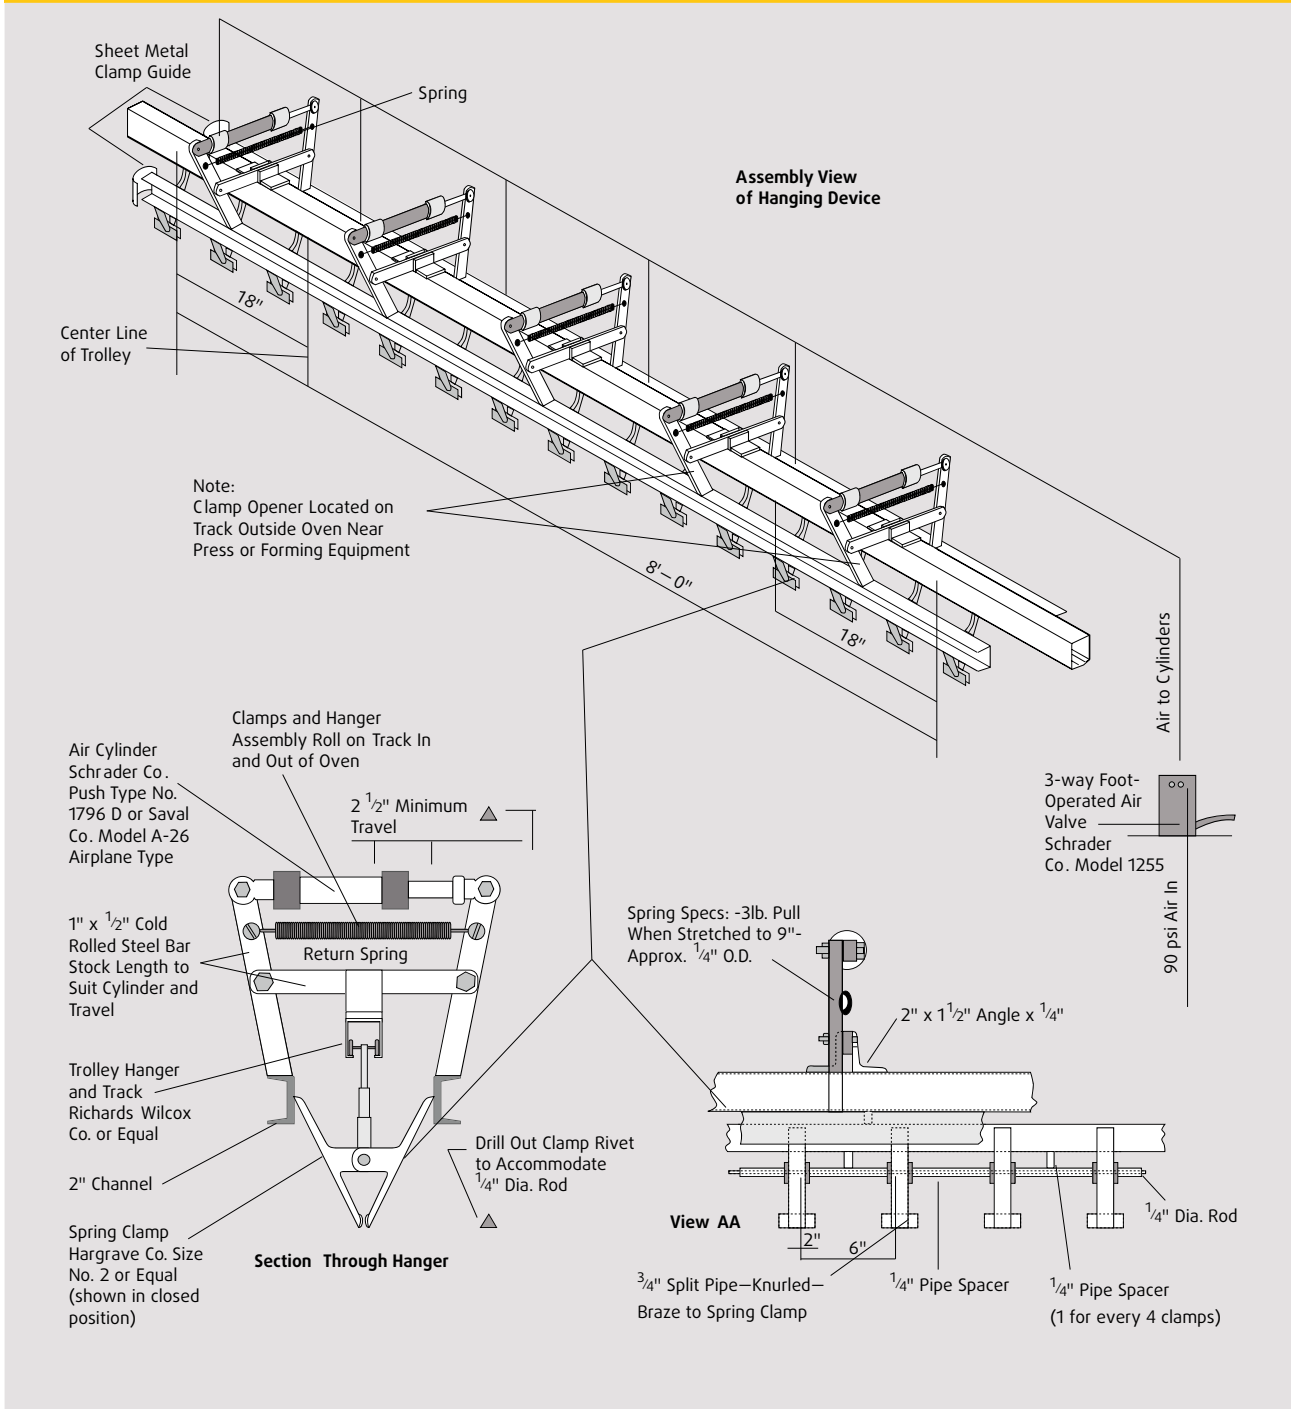 Sheet Metal
Clamp Guide
Spring
Assembly View
of Hanging Device
18"
Center Line
of Trolley
Note:
Clamp Opener Located on
Track Outside Oven Near
Press or Forming Equipment
8'–0"
18"
Air to Cylinders
Clamps and Hanger
Assembly Roll on Track In
and Out of Oven
Air Cylinder
Schrader Co.
Push Type No.
1796 D or Saval
Co. Model A-26
Airplane Type
2 1/2" Minimum
Travel
3-way Foot-
Operated Air
Valve
Schrader
Co. Model 1255
90 psi Air In
1" x 1/2" Cold
Rolled Steel Bar
Stock Length to
Suit Cylinder and
Travel
Return Spring
Spring Specs: -3lb. Pull
When Stretched to 9"-
Approx. 1/4" O.D.
2" x 1 1/2" Angle x 1/4"
Trolley Hanger
and Track
Richards Wilcox
Co. or Equal
Drill Out Clamp Rivet
to Accommodate
1/4" Dia. Rod
2" Channel
Spring Clamp
Hargrave Co. Size
No. 2 or Equal
(shown in closed
position)
Section Through Hanger
View AA
2"
6"
1/4" Dia. Rod
3/4" Split Pipe–Knurled–
Braze to Spring Clamp
1/4" Pipe Spacer
1/4" Pipe Spacer
(1 for every 4 clamps)